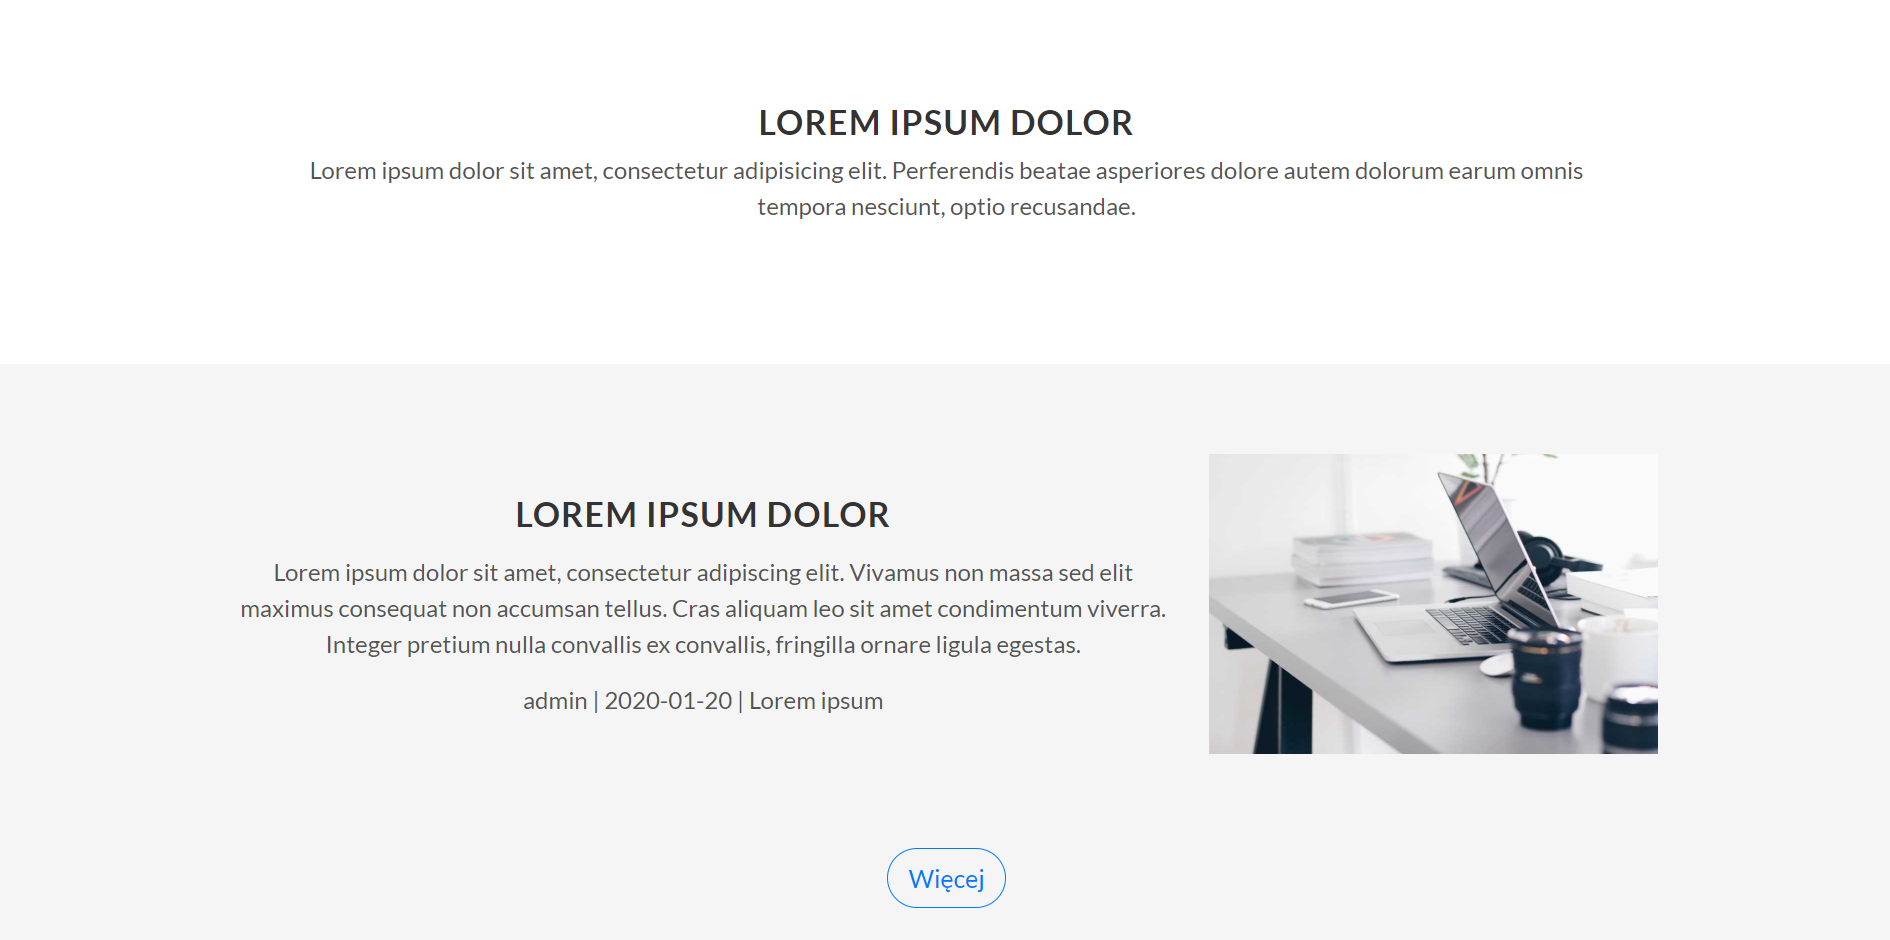 LOREM IPSUM DOLOR
Lorem ipsum dolor sit amet, consectetur adipisicing elit. Perferendis beatae asperiores dolore autem dolorum earum omnis
tempora nesciunt, optio recusandae.
LOREM IPSUM DOLOR
Lorem ipsum dolor sit amet, consectetur adipiscing elit. Vivamus non massa sed elit
maximus consequat non accumsan tellus. Cras aliquam leo sit amet condimentum viverra.
Integer pretium nulla convallis ex convallis, fringilla ornare ligula egestas.
admin | 2020-01-20 | Lorem ipsum
Więcej